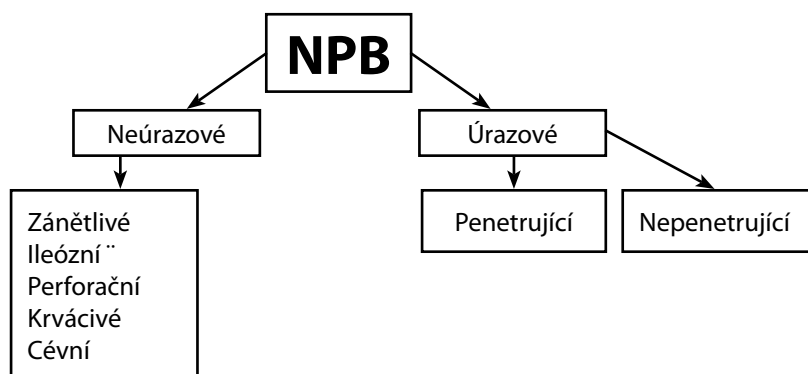 NPB
Neúrazové
Úrazové
Zánětlivé
Ileózní ¨
Perforační
Krvácivé
Cévní
Penetrující
Nepenetrující